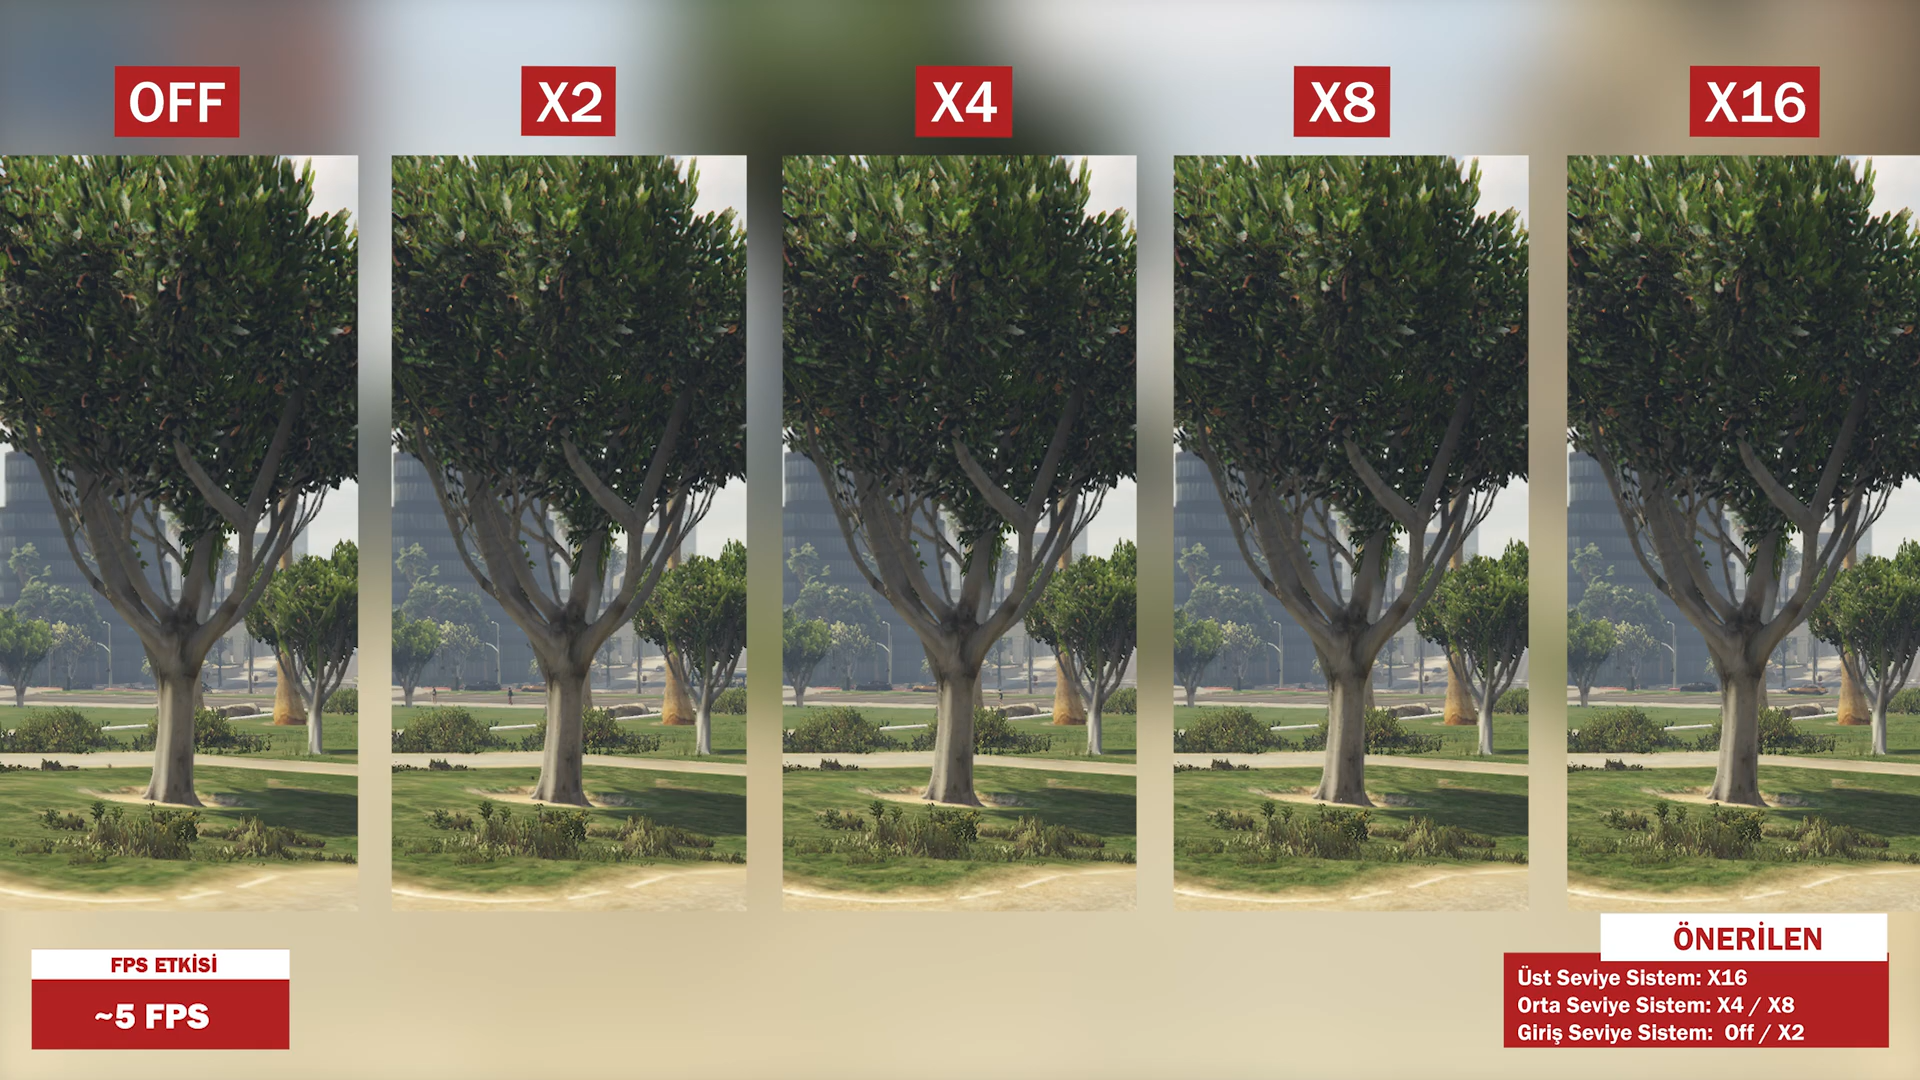 OFF
X2
X4
X8
X16
FPS ETKİSİ
~5 FPS
ÖNERİLEN
Üst Seviye Sistem: X16
Orta Seviye Sistem: X4 / X8
Giriş Seviye Sistem: Off / X2